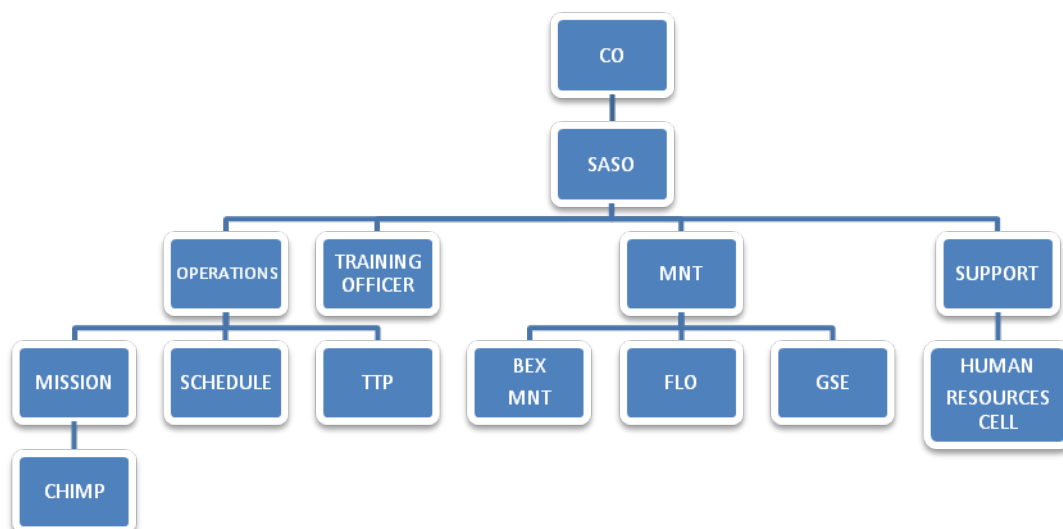 CO
SASO
OPERATIONS
TRAINING
OFFICER
MNT
SUPPORT
MISSION
SCHEDULE
TTP
BEX
MNT
FLO
GSE
HUMAN
RESOURCES
CELL
CHIMP